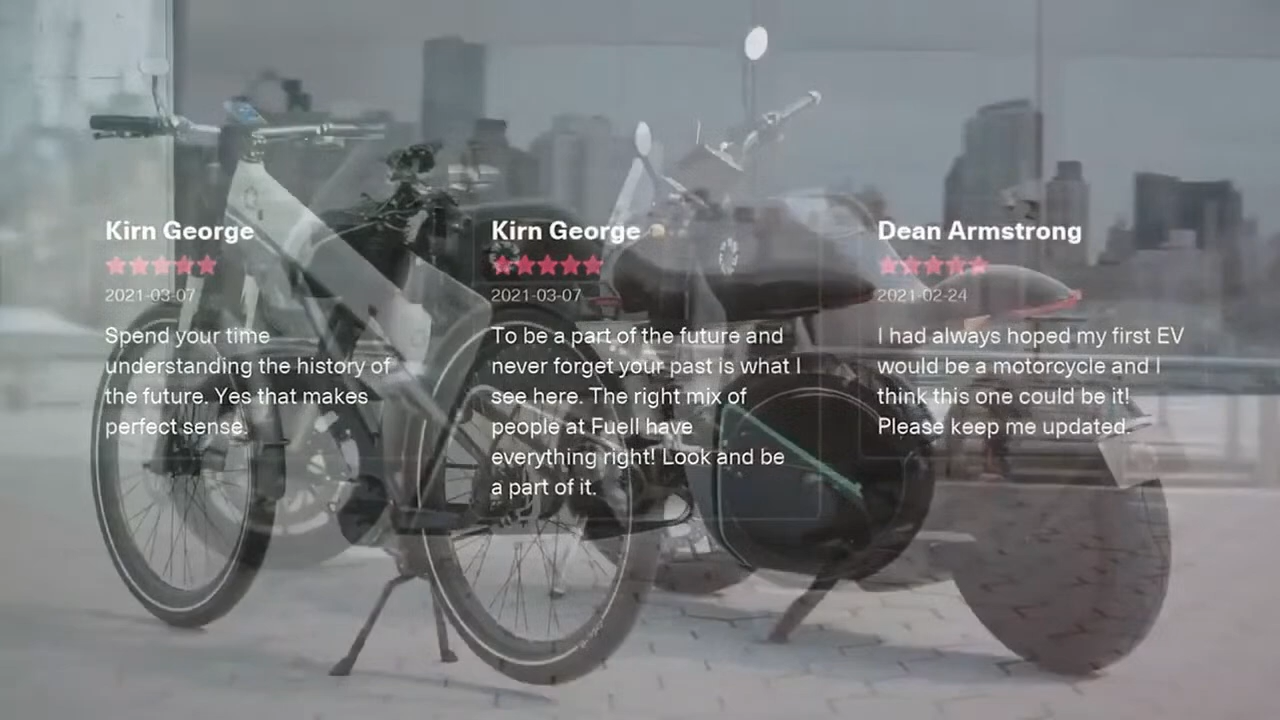 Kirn George
2021-03-07
Spend your time
understanding the history of
the future. Yes that makes
perfect sense.
Kirn George
2021-03-07
To be a part of the future and
never forget your past is what I
see here. The right mix of
people at Fuell have
everything right! Look and be
a part of it.
Dean Armstrong
2021-02-24
I had always hoped my first EV
would be a motorcycle and I
think this one could be it!
Please keep me updated.